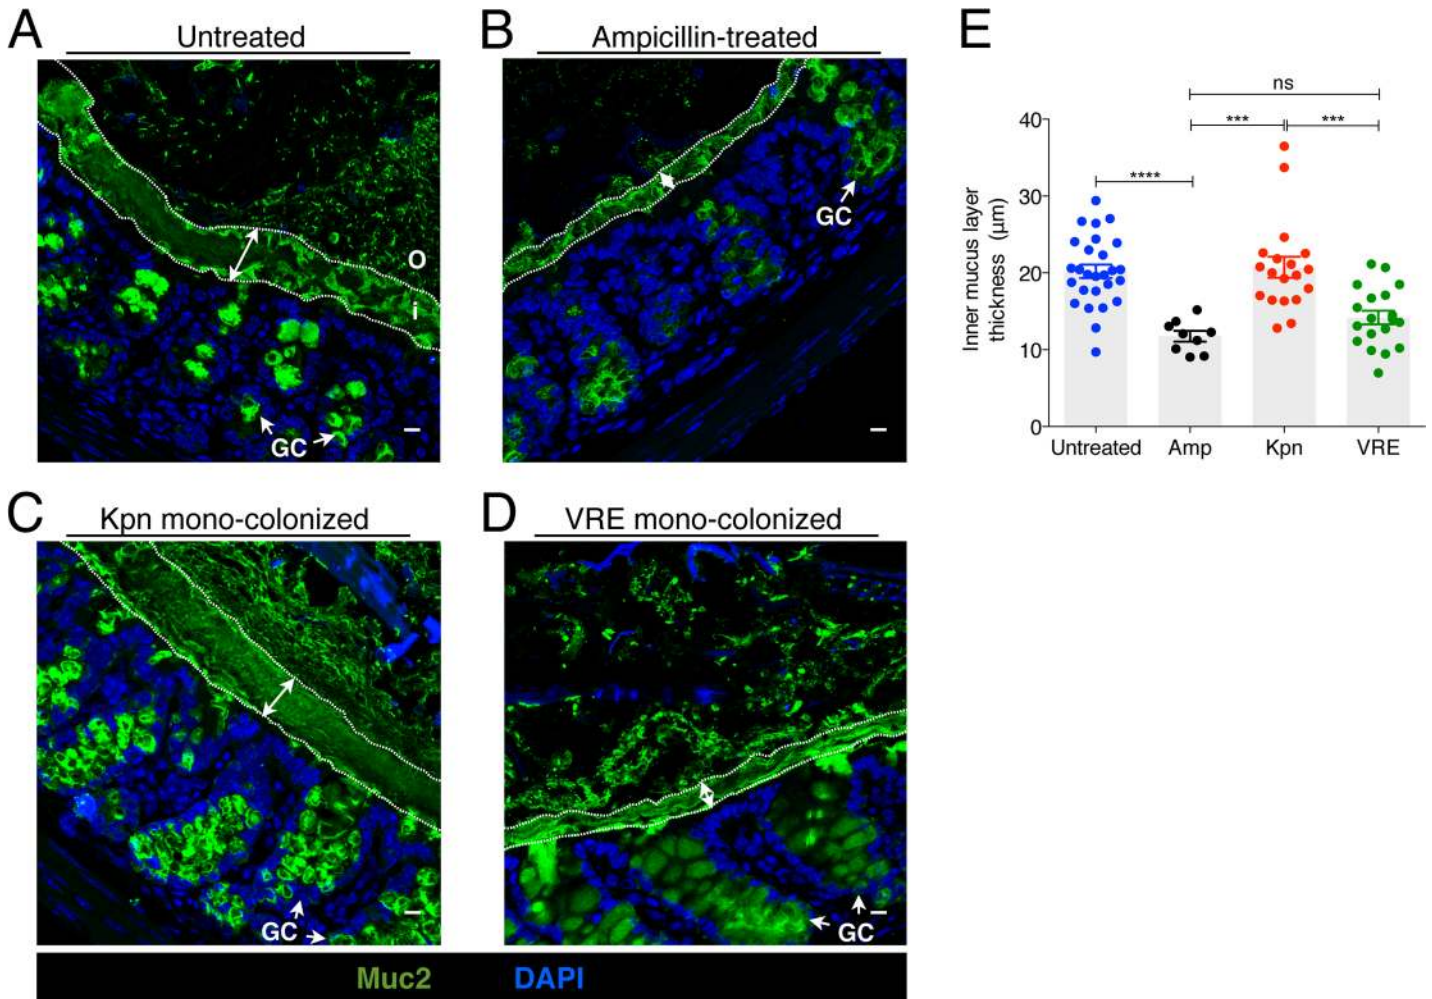 A
Untreated
O
i
GC
B
Ampicillin-treated
GC
C
Kpn mono-colonized
GC
D
VRE mono-colonized
GC
Muc2 DAPI
E
ns
*** ***
****
Inner mucus layer
thickness (µm)
40
30
20
10
0
Untreated Amp Kpn VRE